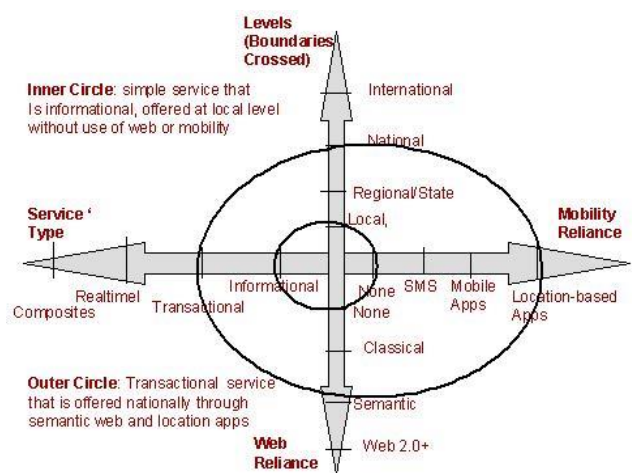 Levels
(Boundaries
Crossed)
Inner Circle: simple service that
Is informational, offered at local level
without use of web or mobility
International
National
Regional/State
Local,
Service '
Type
Mobility
Reliance
Informational
Transactional
Realtimel
Composites
None
None
SMS
Mobile
Apps
Location-based
Apps
Classical
Outer Circle: Transactional service
that is offered nationally through
semantic web and location apps
Semantic
Web
Reliance
Web 2.0+